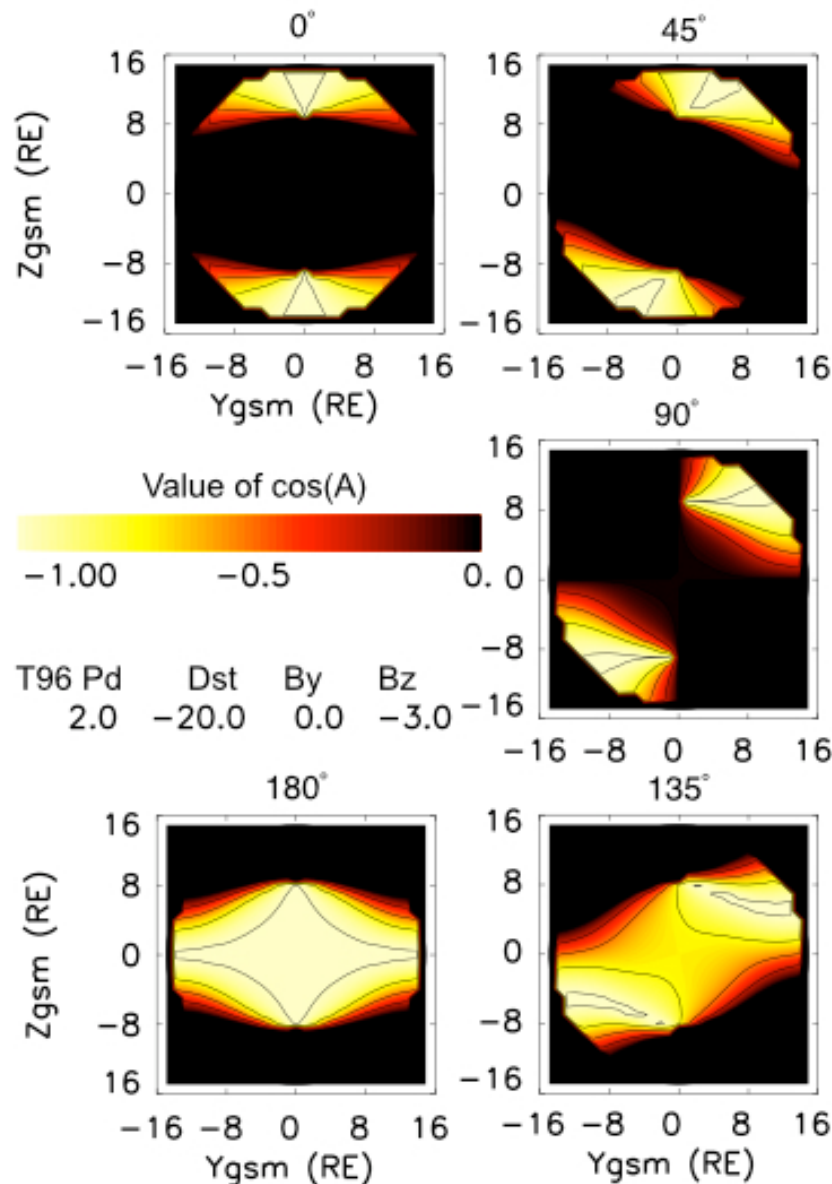 0° 45°
16 16
8 8
0 0
−8 −8
−16 −16
Zgsm (RE)
−16 −8 0 8 16 −16 −8 0 8 16
Ygsm (RE)
90°
Value of cos(A)
−1.00 −0.5 0.
16
8
0
−8
−16
−16 −8 0 8 16
T96 Pd Dst By Bz
2.0 −20.0 0.0 −3.0
180° 135°
16 16
8 8
0 0
−8 −8
16 −16
Zgsm (RE)
−16 −8 0 8 16 −16 −8 0 8 16
Ygsm (RE) Ygsm (RE)